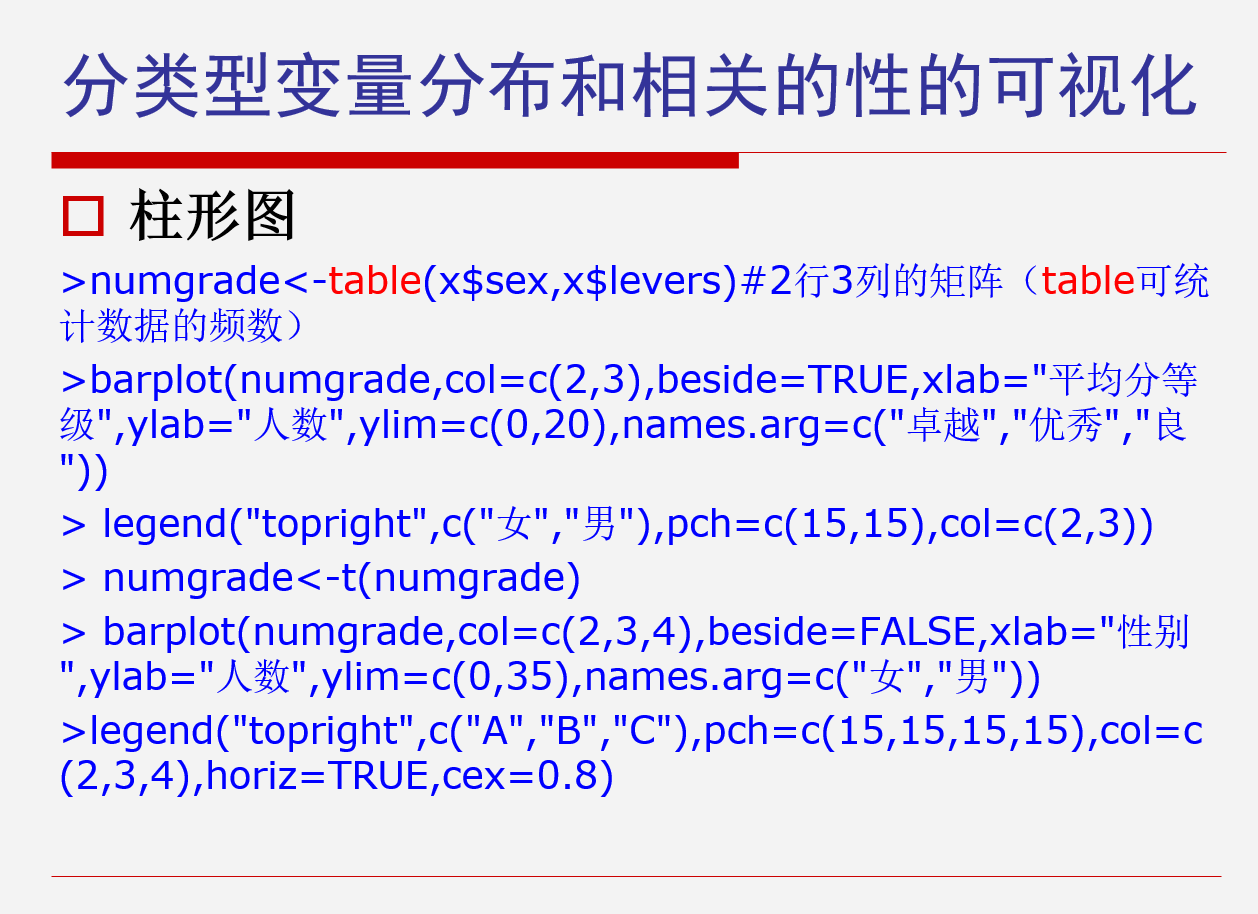 分类型变量分布和相关的性的可视化
柱形图
>numgrade<-table(x$sex,x$levers)#2行3列的矩阵（table可统
计数据的频数）
>barplot(numgrade,col=c(2,3),beside=TRUE,xlab="平均分等
级",ylab="人数",ylim=c(0,20),names.arg=c("卓越","优秀","良
"))
> legend("topright",c("女","男"),pch=c(15,15),col=c(2,3))
> numgrade<-t(numgrade)
> barplot(numgrade,col=c(2,3,4),beside=FALSE,xlab="性别
",ylab="人数",ylim=c(0,35),names.arg=c("女","男"))
>legend("topright",c("A","B","C"),pch=c(15,15,15,15),col=c
(2,3,4),horiz=TRUE,cex=0.8)